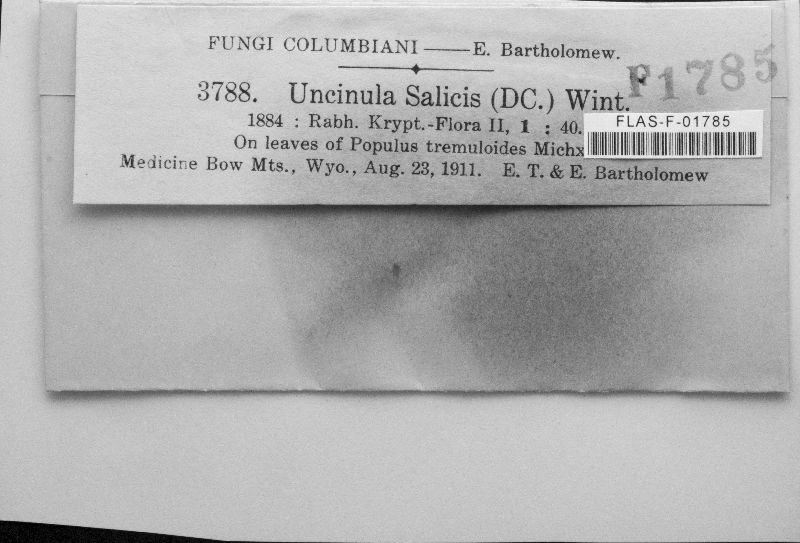 FUNGI COLUMBIANI — E. Bartholomew.
F1785
3788. Uncinula Salicis (DC.) Wint.
1884 : Rabh. Krypt.-Flora II, 1 : 40.
FLAS-F-01785
On leaves of Populus tremuloides Michx
Medicine Bow Mts., Wyo., Aug. 23, 1911. E. T. & E. Bartholomew